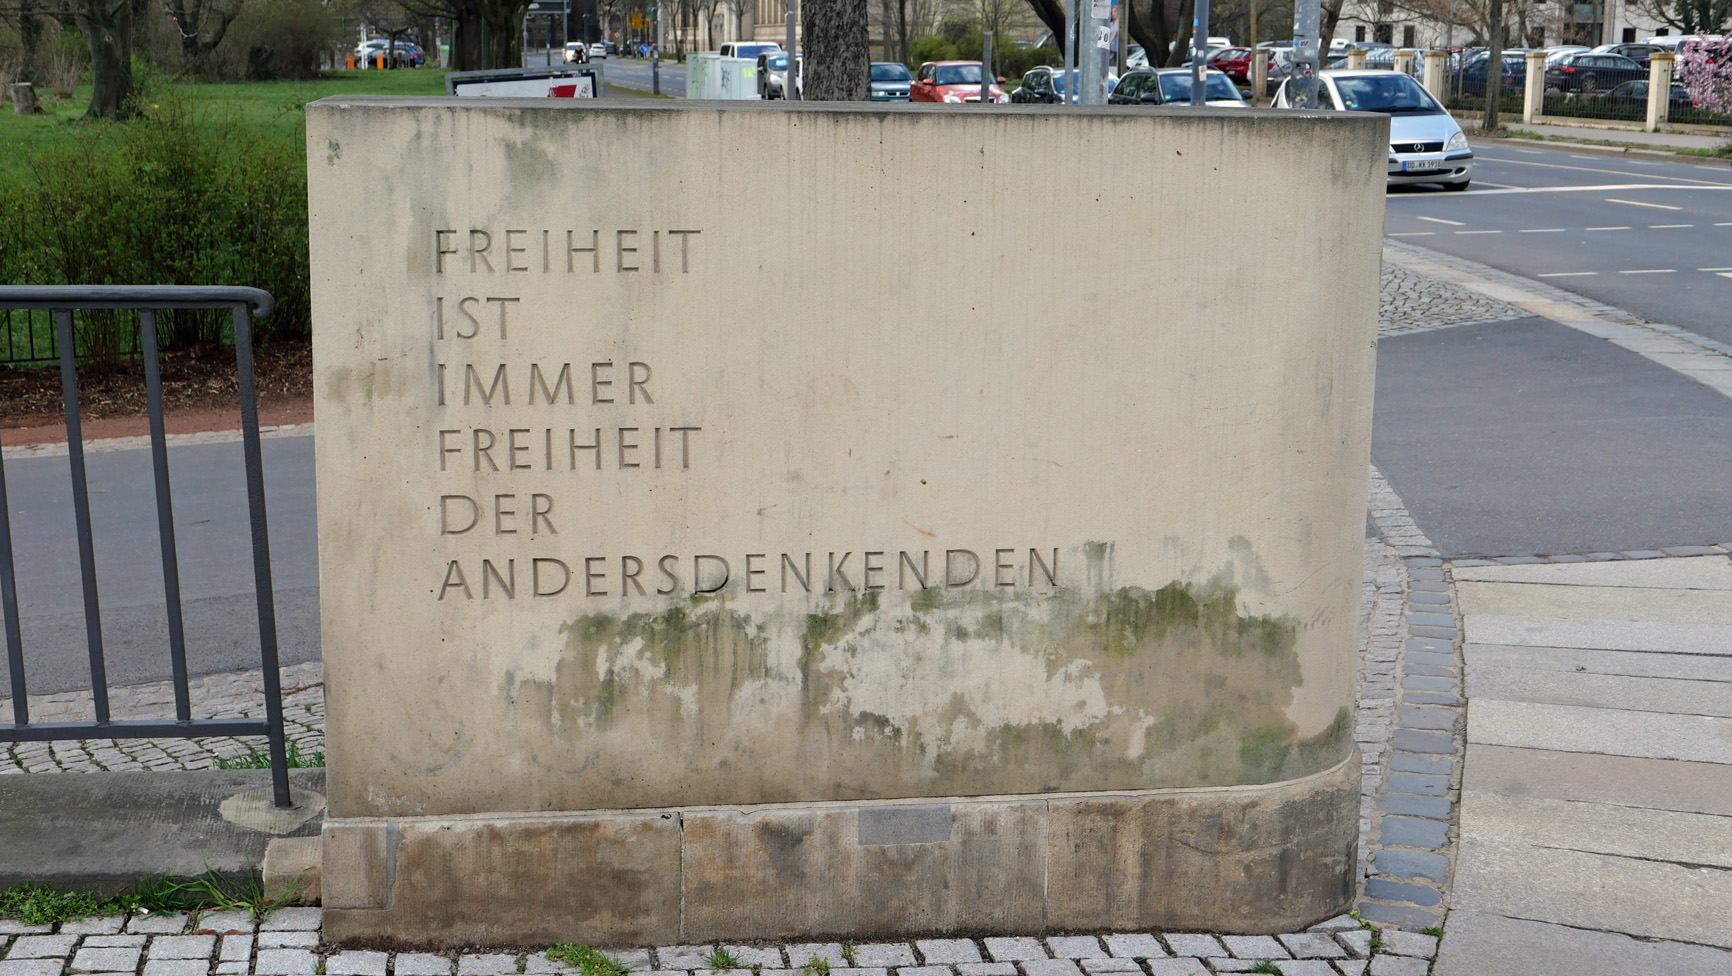 FREIHEIT
IST
IMMER
FREIHEIT
DER
ANDERSDENKENDEN